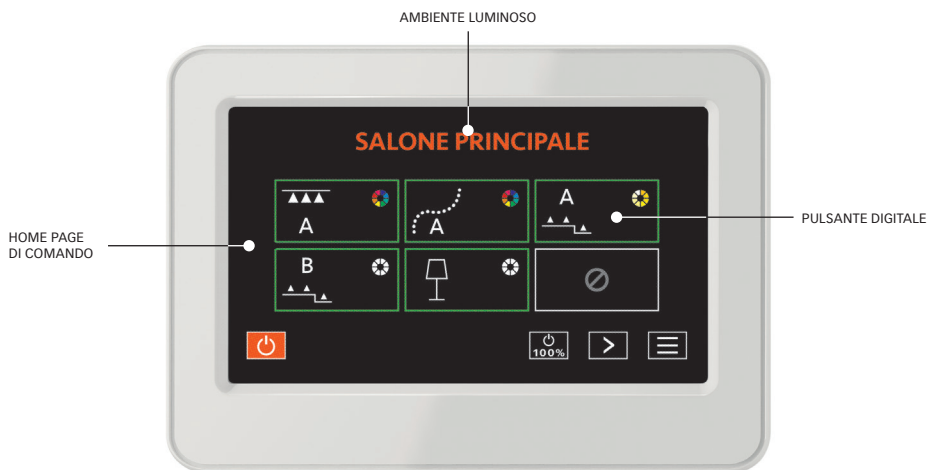 AMBIENTE LUMINOSO
SALONE PRINCIPALE
A
A
A
PULSANTE DIGITALE
HOME PAGE
DI COMANDO
B
100%